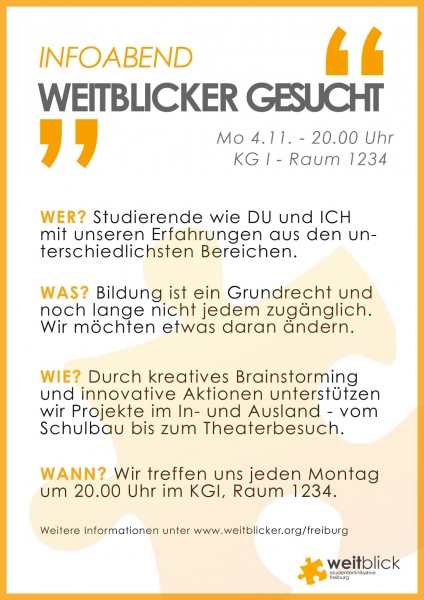 INFOABEND
WEITBLICKER GESUCHT
Mo 4.11. - 20.00 Uhr
KG I - Raum 1234
WER? Studierende wie DU und ICH
mit unseren Erfahrungen aus den un-
terschiedlichsten Bereichen.
WAS? Bildung ist ein Grundrecht und
noch lange nicht jedem zugänglich.
Wir möchten etwas daran ändern.
WIE? Durch kreatives Brainstorming
und innovative Aktionen unterstützen
wir Projekte im In- und Ausland - vom
Schulbau bis zum Theaterbesuch.
WANN? Wir treffen uns jeden Montag
um 20.00 Uhr im KGI, Raum 1234.
Weitere Informationen unter www.weitblicker.org/freiburg
weitblick
studenteninitiative
freiburg